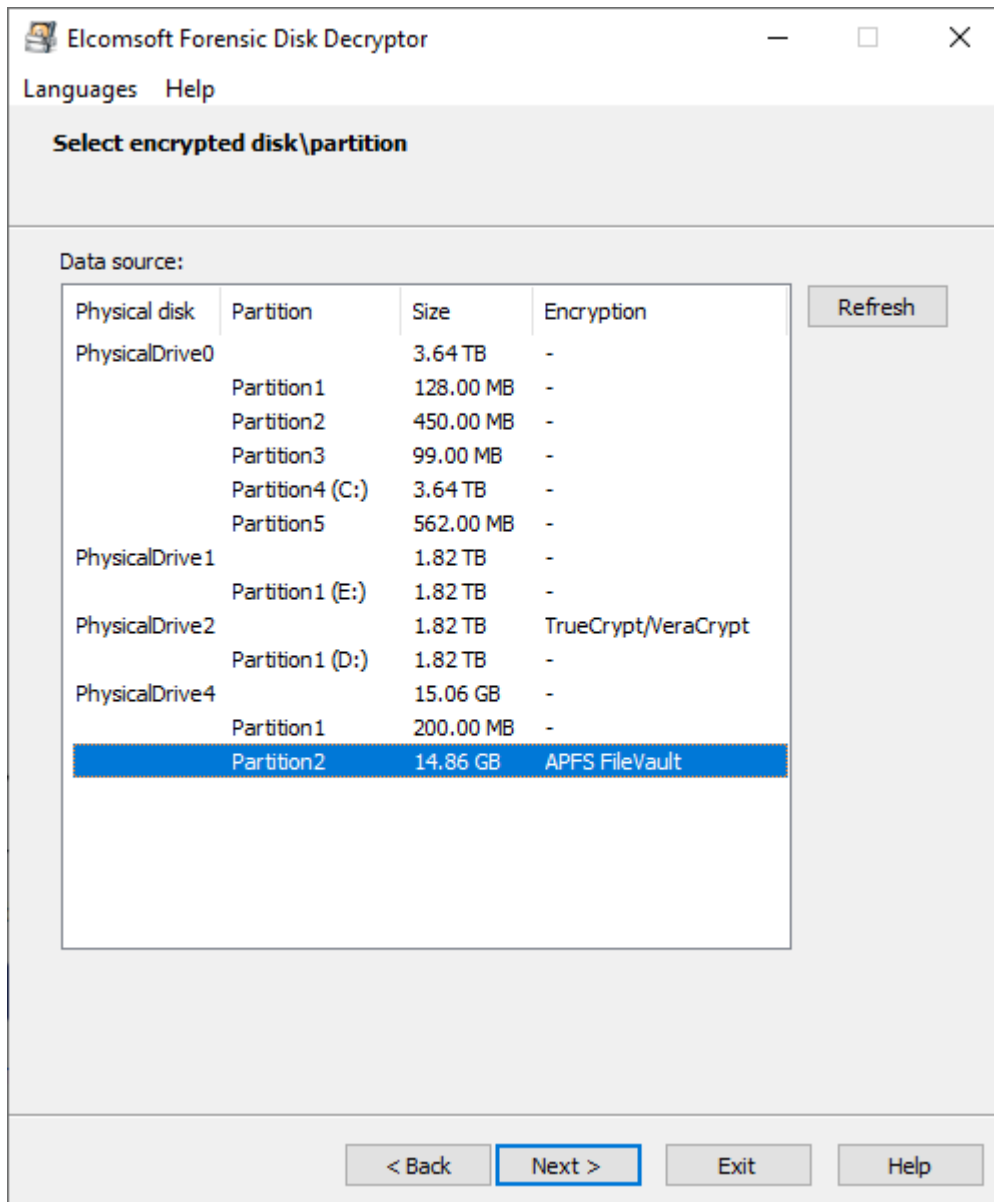 Elcomsoft Forensic Disk Decryptor
Languages Help
Select encrypted disk\partition
Data source:
Physical disk Partition Size Encryption Refresh
PhysicalDrive0 3.64 TB -
Partition1 128.00 MB -
Partition2 450.00 MB -
Partition3 99.00 MB -
Partition4 (C:) 3.64 TB -
Partition5 562.00 MB -
PhysicalDrive1 1.82 TB -
Partition1 (E:) 1.82 TB -
PhysicalDrive2 1.82 TB TrueCrypt/VeraCrypt
Partition1 (D:) 1.82 TB -
PhysicalDrive4 15.06 GB -
Partition1 200.00 MB -
Partition2 14.86 GB APFS FileVault
< Back Next > Exit Help